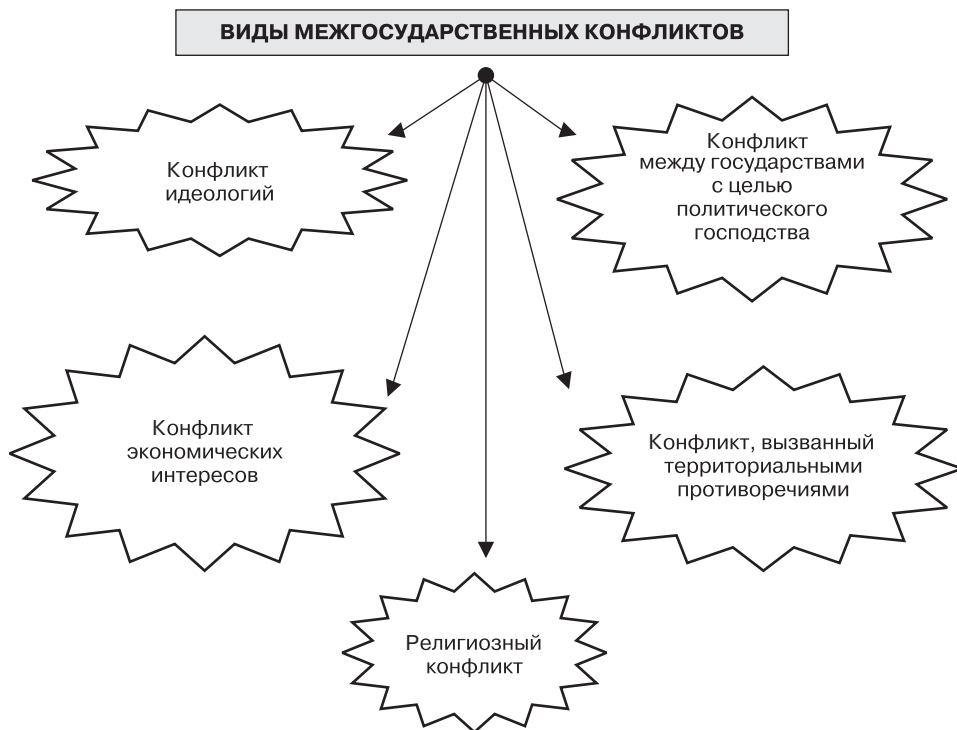 ВИДЫ МЕЖГОСУДАРСТВЕННЫХ КОНФЛИКТОВ
Конфликт
идеологий
Конфликт
между государствами
с целью
политического
господства
Конфликт
экономических
интересов
Конфликт, вызванный
территориальными
противоречиями
Религиозный
конфликт